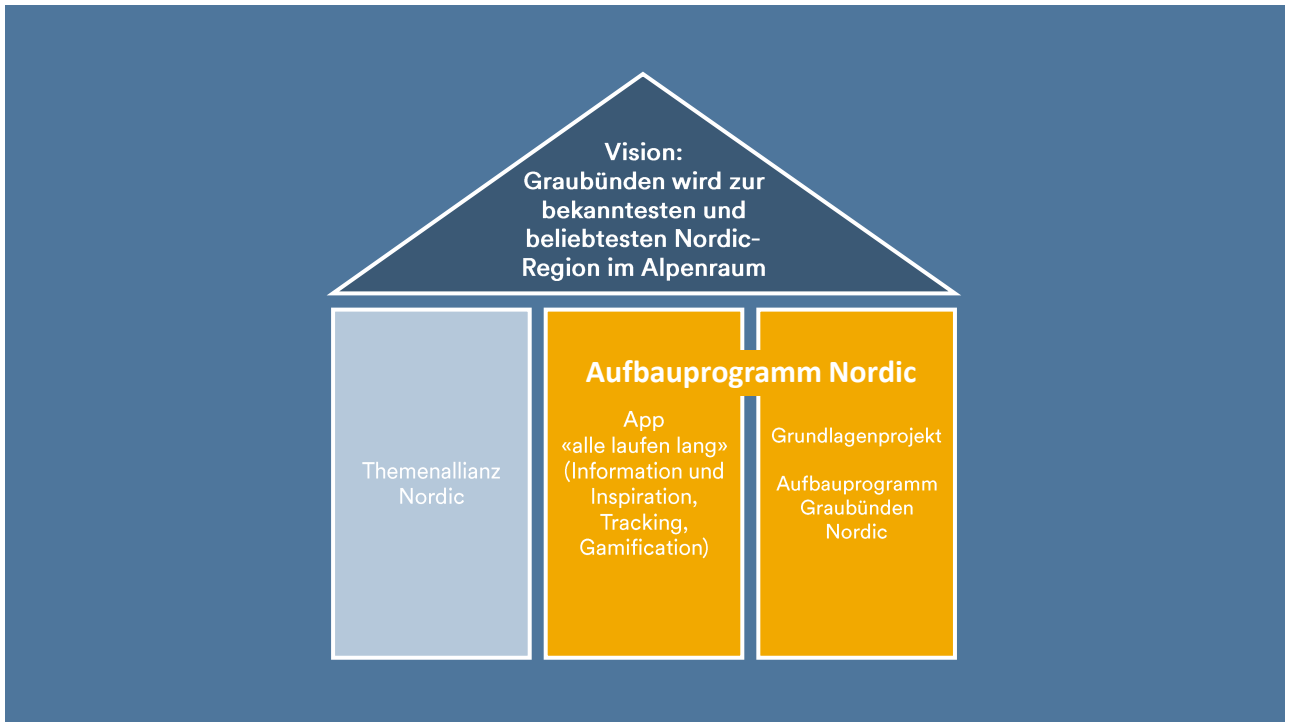 Vision:
Graubünden wird zur
bekanntesten und
beliebtesten Nordic-
Region im Alpenraum
Themenallianz
Nordic
Aufbauprogramm Nordic
App
«alle laufen lang»
(Information und
Inspiration,
Tracking,
Gamification)
Grundlagenprojekt
Aufbauprogramm
Graubünden
Nordic